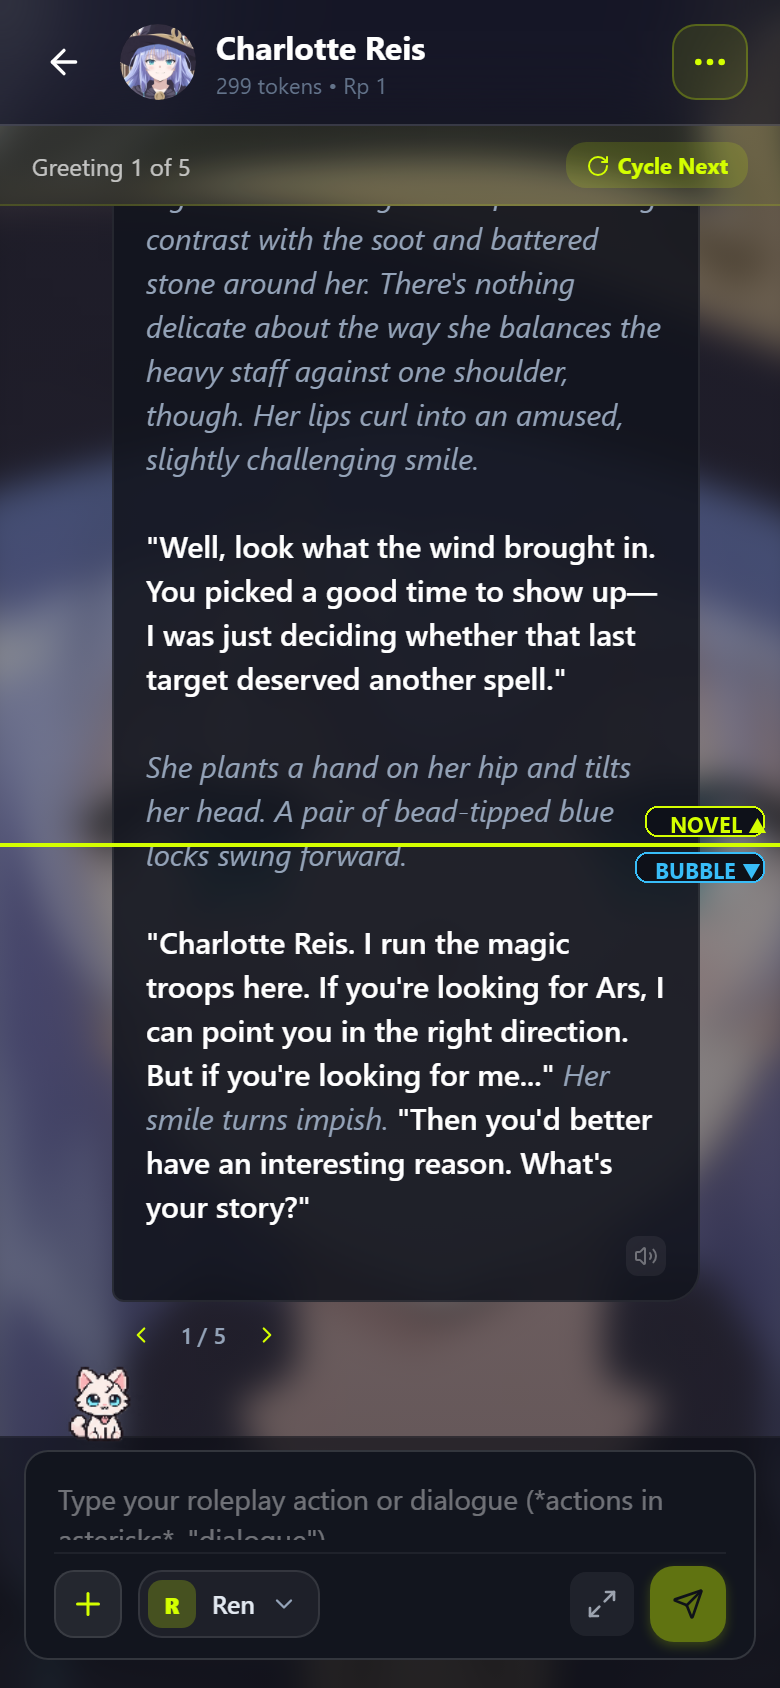 Charlotte Reis
299 tokens • Rp 1
Greeting 1 of 5
Cycle Next
contrast with the soot and battered
stone around her. There's nothing
delicate about the way she balances the
heavy staff against one shoulder,
though. Her lips curl into an amused,
slightly challenging smile.
"Well, look what the wind brought in.
You picked a good time to show up—
I was just deciding whether that last
target deserved another spell."
She plants a hand on her hip and tilts
her head. A pair of bead-tipped blue
NOVEL ▲
locks swing forward.
BUBBLE ▼
"Charlotte Reis. I run the magic
troops here. If you're looking for Ars, I
can point you in the right direction.
But if you're looking for me..." Her
smile turns impish. "Then you'd better
have an interesting reason. What's
your story?"
1 / 5
Type your roleplay action or dialogue (*actions in
asterisks*, "dialogue")
R Ren